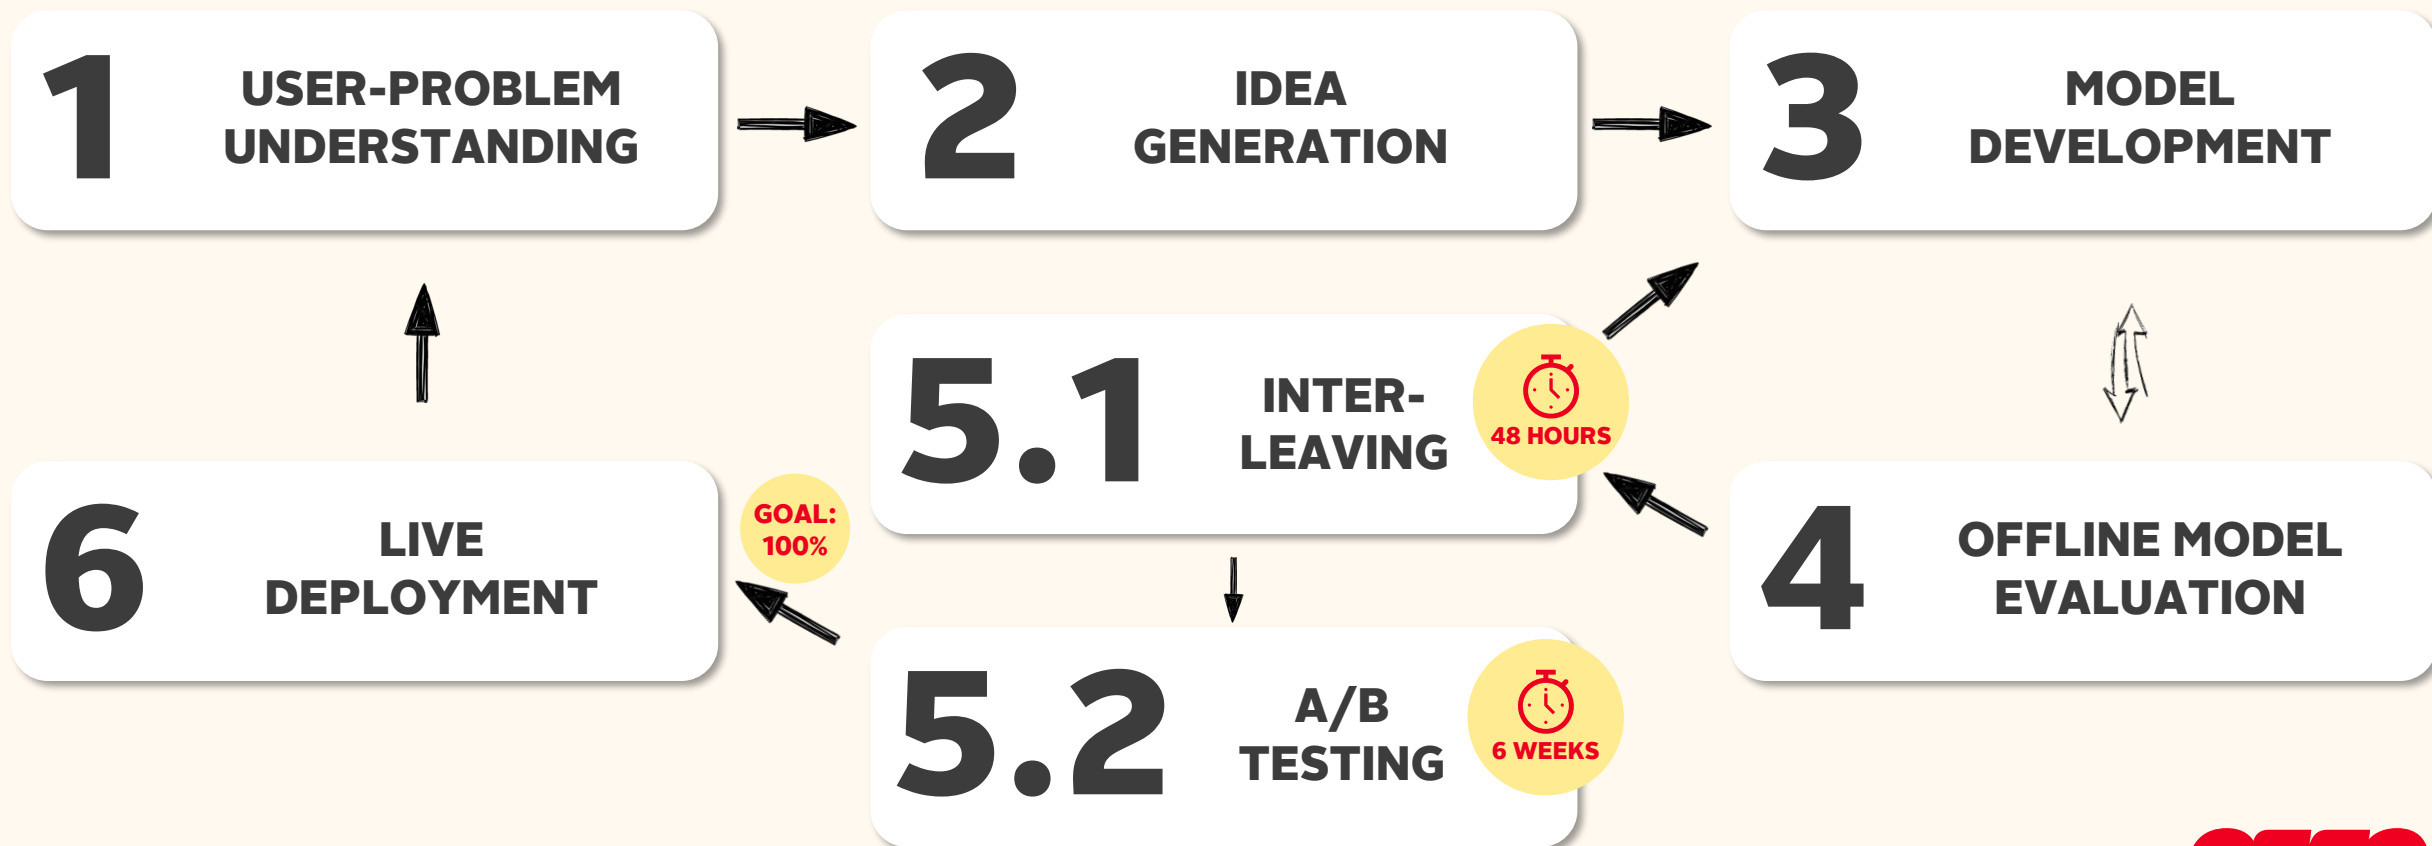 1
USER-PROBLEM
UNDERSTANDING
2
IDEA
GENERATION
3
MODEL
DEVELOPMENT
5.1
INTER-
LEAVING
48 HOURS
6
LIVE
DEPLOYMENT
GOAL:
100%
4
OFFLINE MODEL
EVALUATION
5.2
A/B
TESTING
6 WEEKS